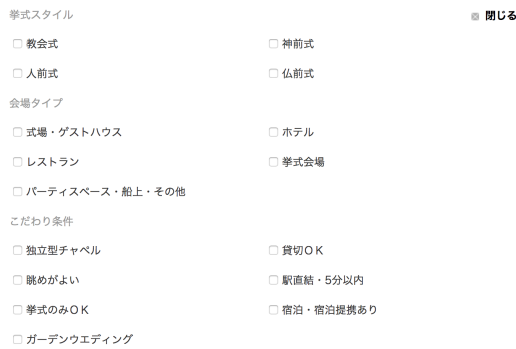 挙式スタイル 閉じる
教会式 神前式
人前式 仏前式
会場タイプ
式場・ゲストハウス ホテル
レストラン 挙式会場
パーティスペース・船上・その他
こだわり条件
独立型チャペル 貸切OK
眺めがよい 駅直結・5分以内
挙式のみOK 宿泊・宿泊提携あり
ガーデンウエディング